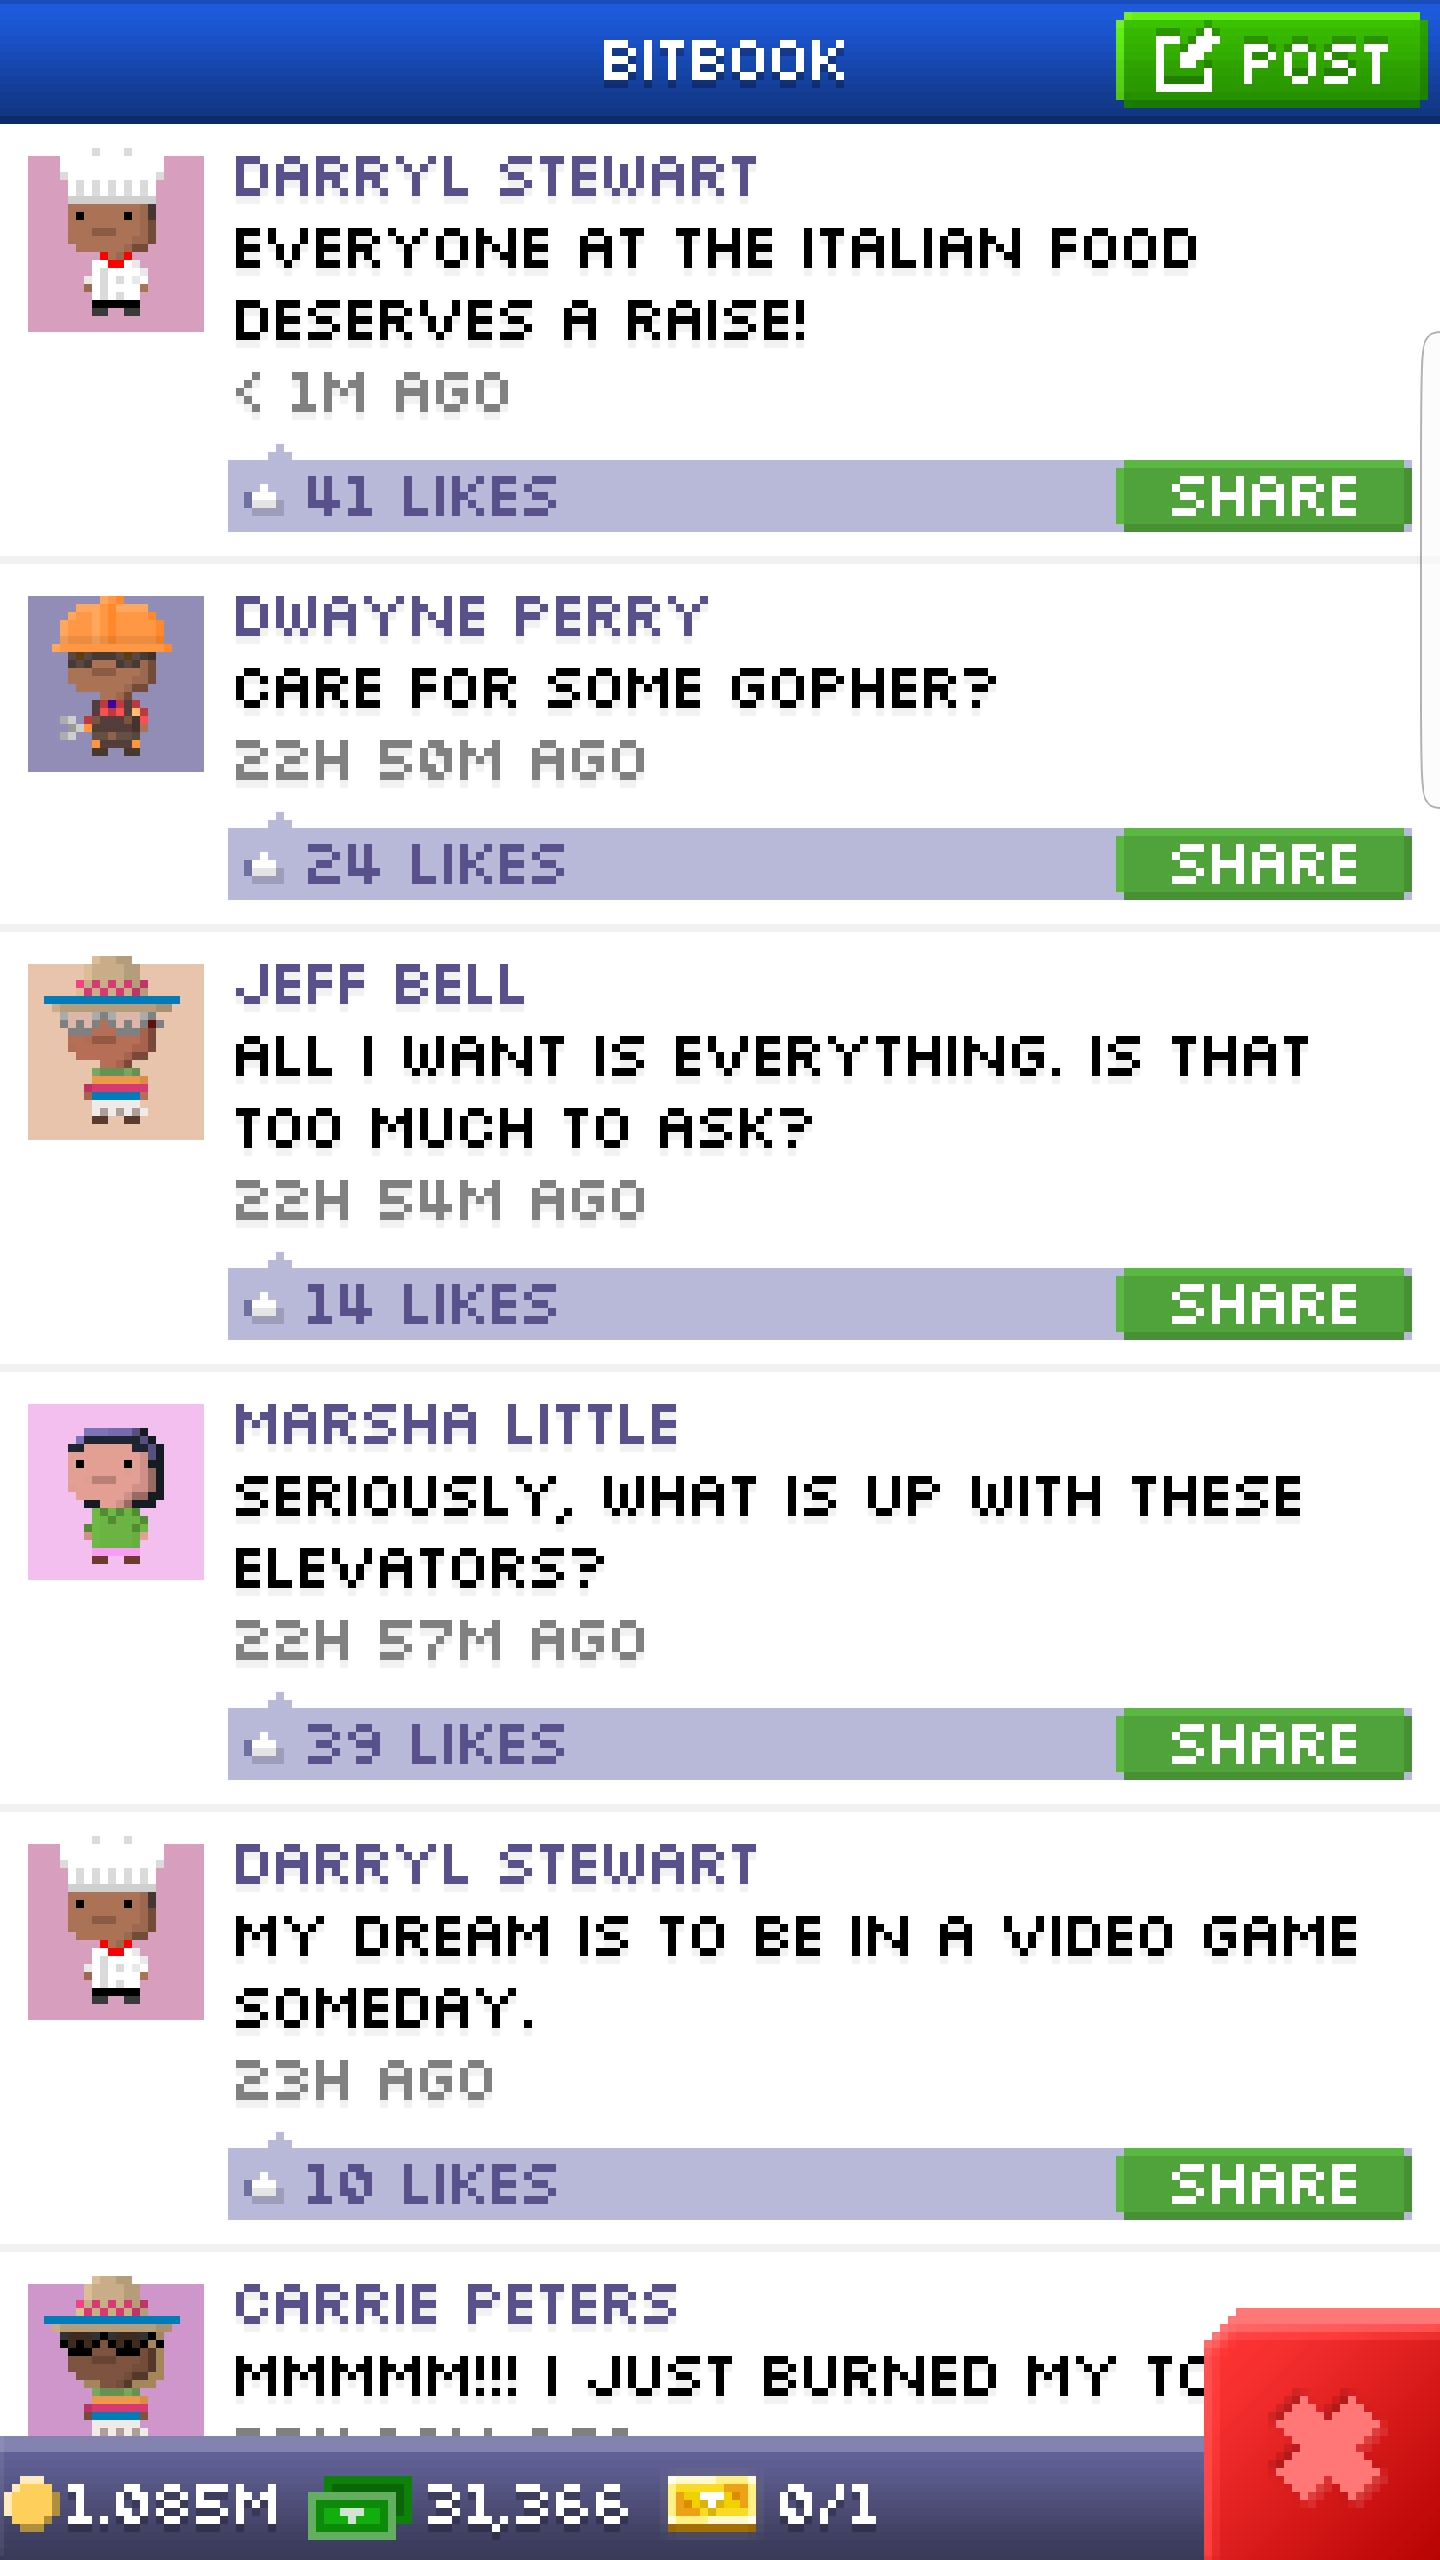 BITBOOK
POST
DARRYL STEWART
EVERYONE AT THE ITALIAN FOOD
DESERVES A RAISE!
< 1M AGO
41 LIKES
SHARE
DWAYNE PERRY
CARE FOR SOME GOPHER?
22H 50M AGO
24 LIKES
SHARE
JEFF BELL
ALL I WANT IS EVERYTHING. IS THAT
TOO MUCH TO ASK?
22H 54M AGO
14 LIKES
SHARE
MARSHA LITTLE
SERIOUSLY, WHAT IS UP WITH THESE
ELEVATORS?
22H 57M AGO
39 LIKES
SHARE
DARRYL STEWART
MY DREAM IS TO BE IN A VIDEO GAME
SOMEDAY.
23H AGO
10 LIKES
SHARE
CARRIE PETERS
MMMMM!!! I JUST BURNED MY
1.085M
31,366
0/1